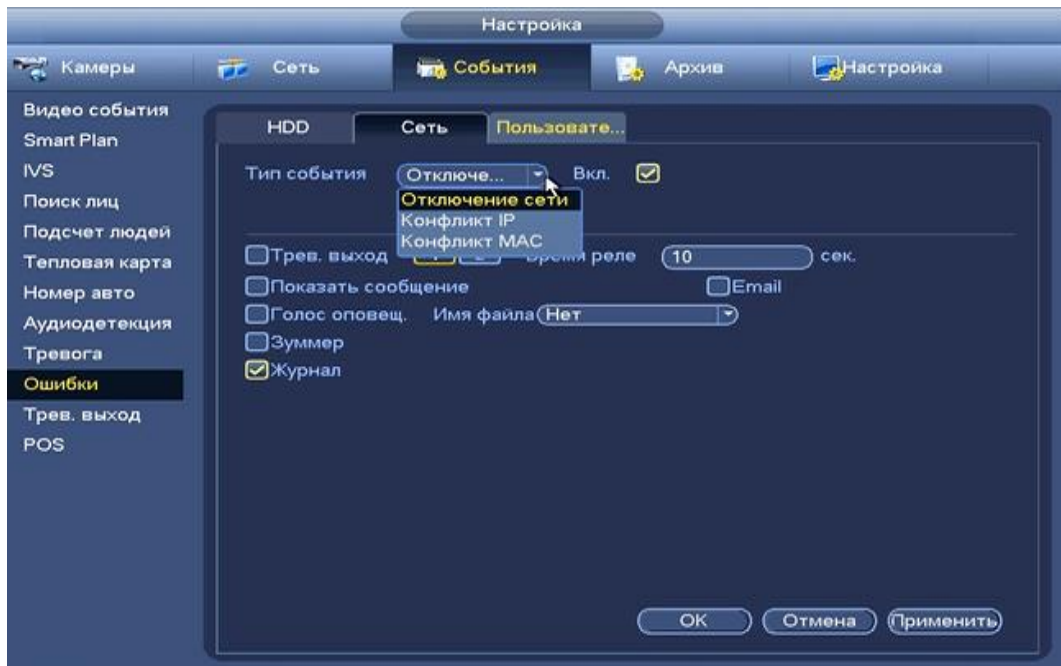 Настройка
Камеры Сеть События Архив Настройка
Видео события
Smart Plan
IVS
Поиск лиц
Подсчет людей
Тепловая карта
Номер авто
Аудиодетекция
Тревога
Ошибки
Трев. выход
POS
HDD Сеть Пользовате...
Тип события Отключе... Вкл.
Отключение сети
Конфликт IP
Конфликт MAC
Трев. выход реле 10 сек.
Показать сообщение Email
Голос оповещ. Имя файла Нет
Зуммер
Журнал
OK Отмена Применить